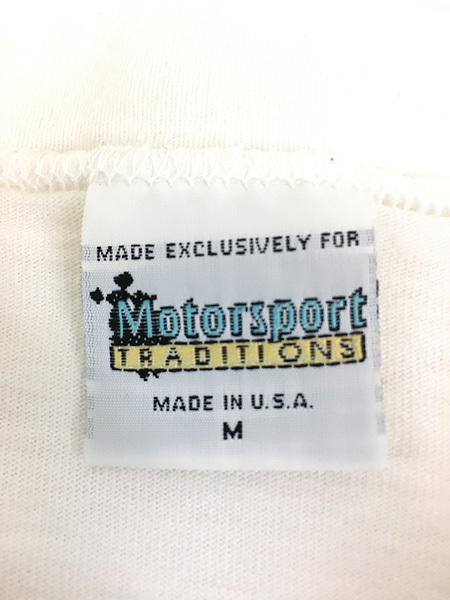 MADE EXCLUSIVELY FOR
Motorsport
TRADITIONS
MADE IN U.S.A.
M